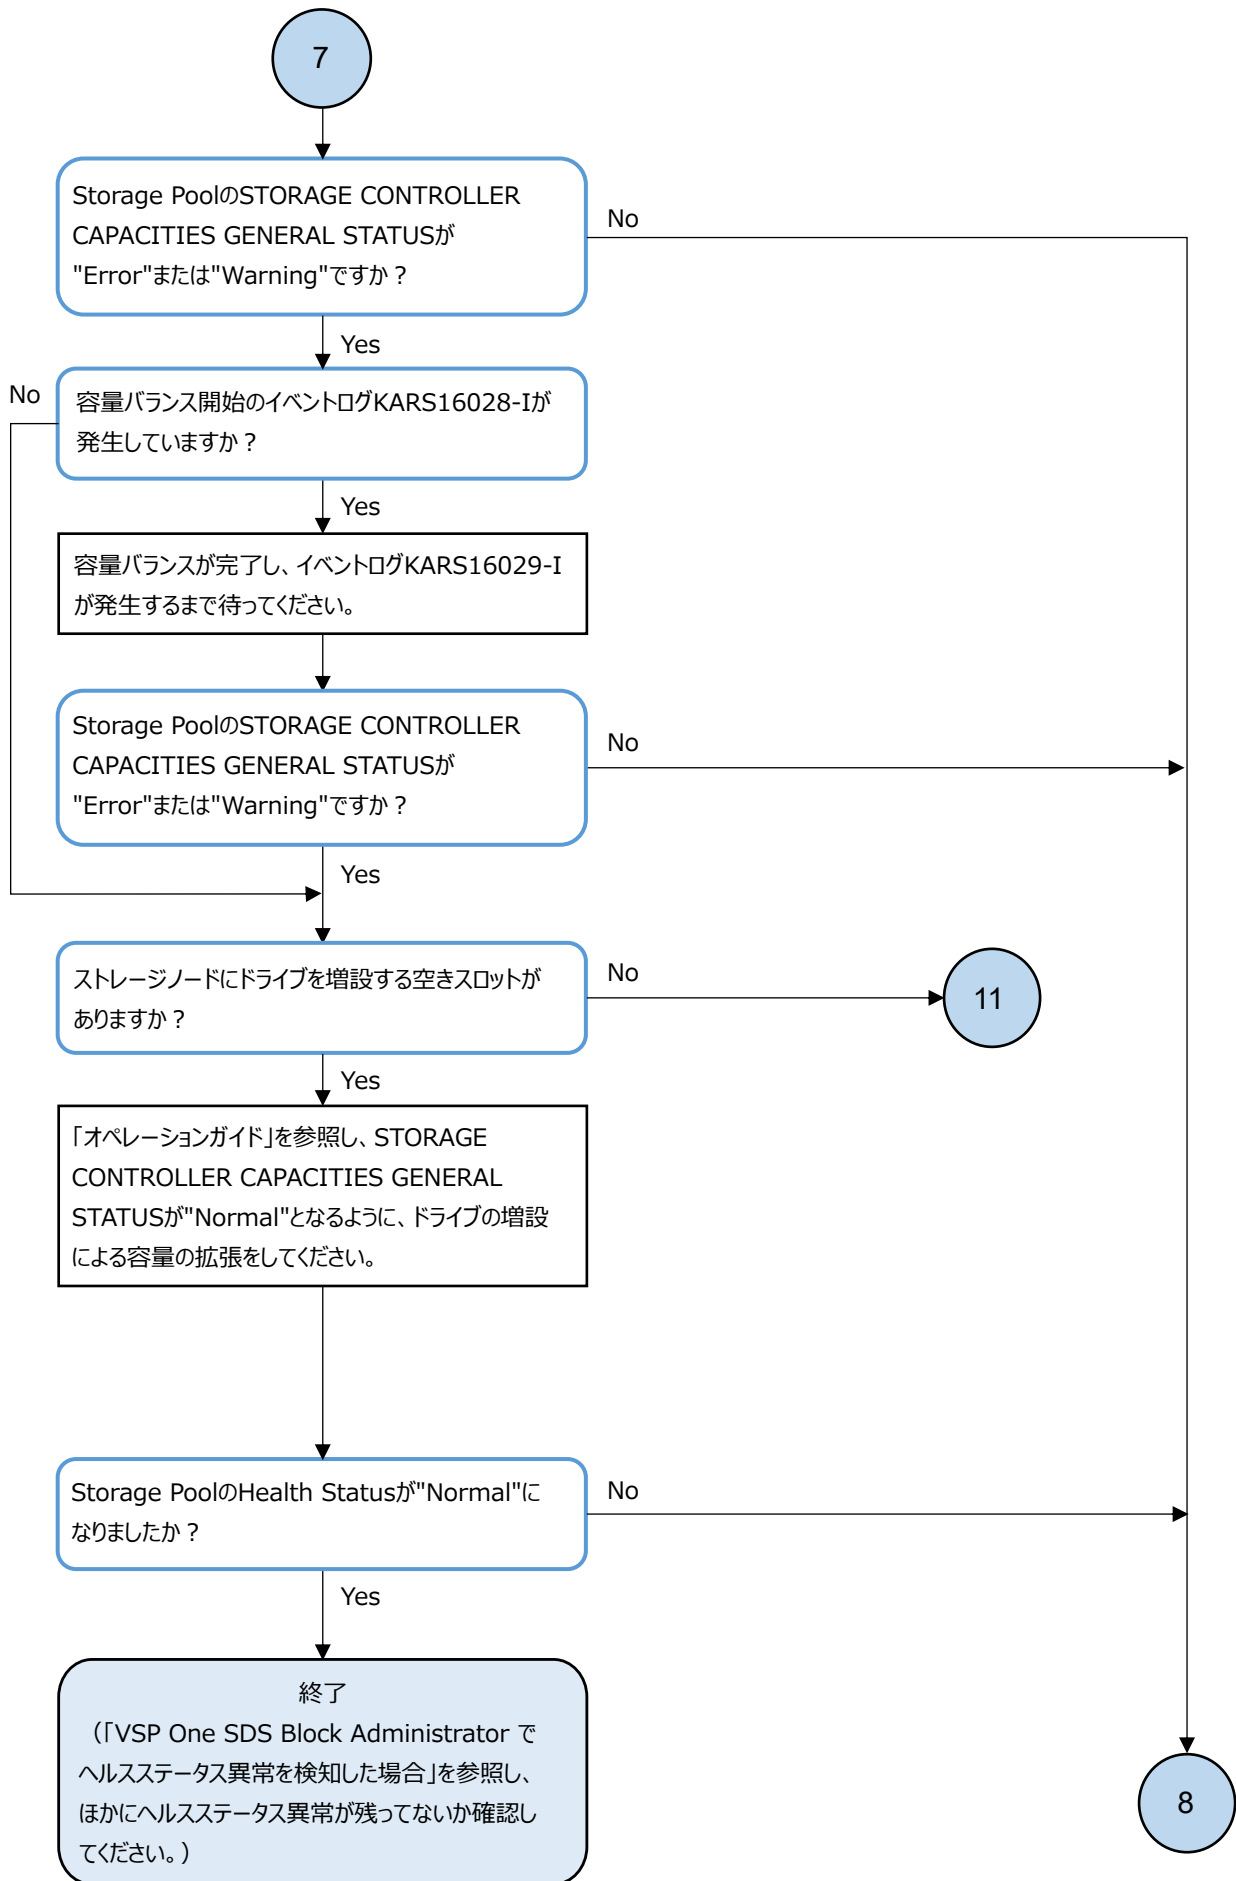 7
Storage PoolのSTORAGE CONTROLLER
CAPACITIES GENERAL STATUSが
"Error"または"Warning"ですか？
No
Yes
No
容量バランス開始のイベントログKARS16028-Iが
発生していますか？
Yes
容量バランスが完了し、イベントログKARS16029-I
が発生するまで待ってください。
Storage PoolのSTORAGE CONTROLLER
CAPACITIES GENERAL STATUSが
"Error"または"Warning"ですか？
No
Yes
ストレージノードにドライブを増設する空きスロットが
ありますか？
No
11
Yes
「オペレーションガイド」を参照し、STORAGE
CONTROLLER CAPACITIES GENERAL
STATUSが"Normal"となるように、ドライブの増設
による容量の拡張をしてください。
Storage PoolのHealth Statusが"Normal"に
なりましたか？
No
Yes
終了
（「VSP One SDS Block Administrator で
ヘルスステータス異常を検知した場合」を参照し、
ほかにヘルスステータス異常が残ってないか確認し
てください。）
8